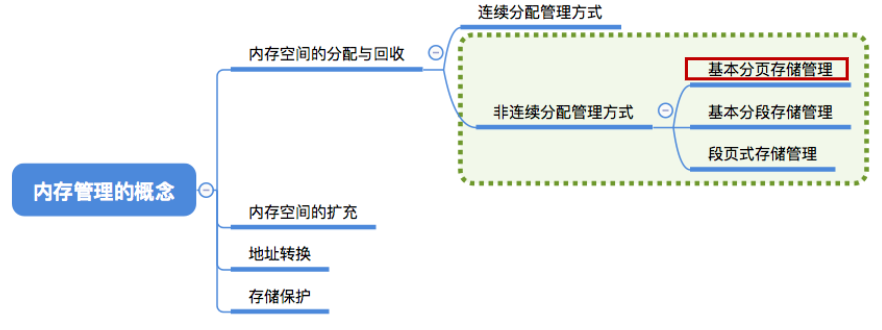 连续分配管理方式
内存空间的分配与回收
基本分页存储管理
非连续分配管理方式
基本分段存储管理
段页式存储管理
内存管理的概念
内存空间的扩充
地址转换
存储保护